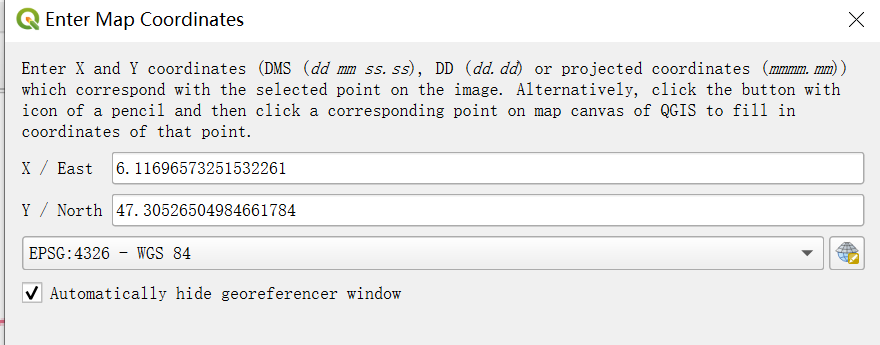 Enter Map Coordinates
Enter X and Y coordinates (DMS (dd mm ss.ss), DD (dd.dd) or projected coordinates (mmmm.mm))
which correspond with the selected point on the image. Alternatively, click the button with
icon of a pencil and then click a corresponding point on map canvas of QGIS to fill in
coordinates of that point.
X / East 6.11696573251532261
Y / North 47.30526504984661784
EPSG:4326 - WGS 84
Automatically hide georeferencer window